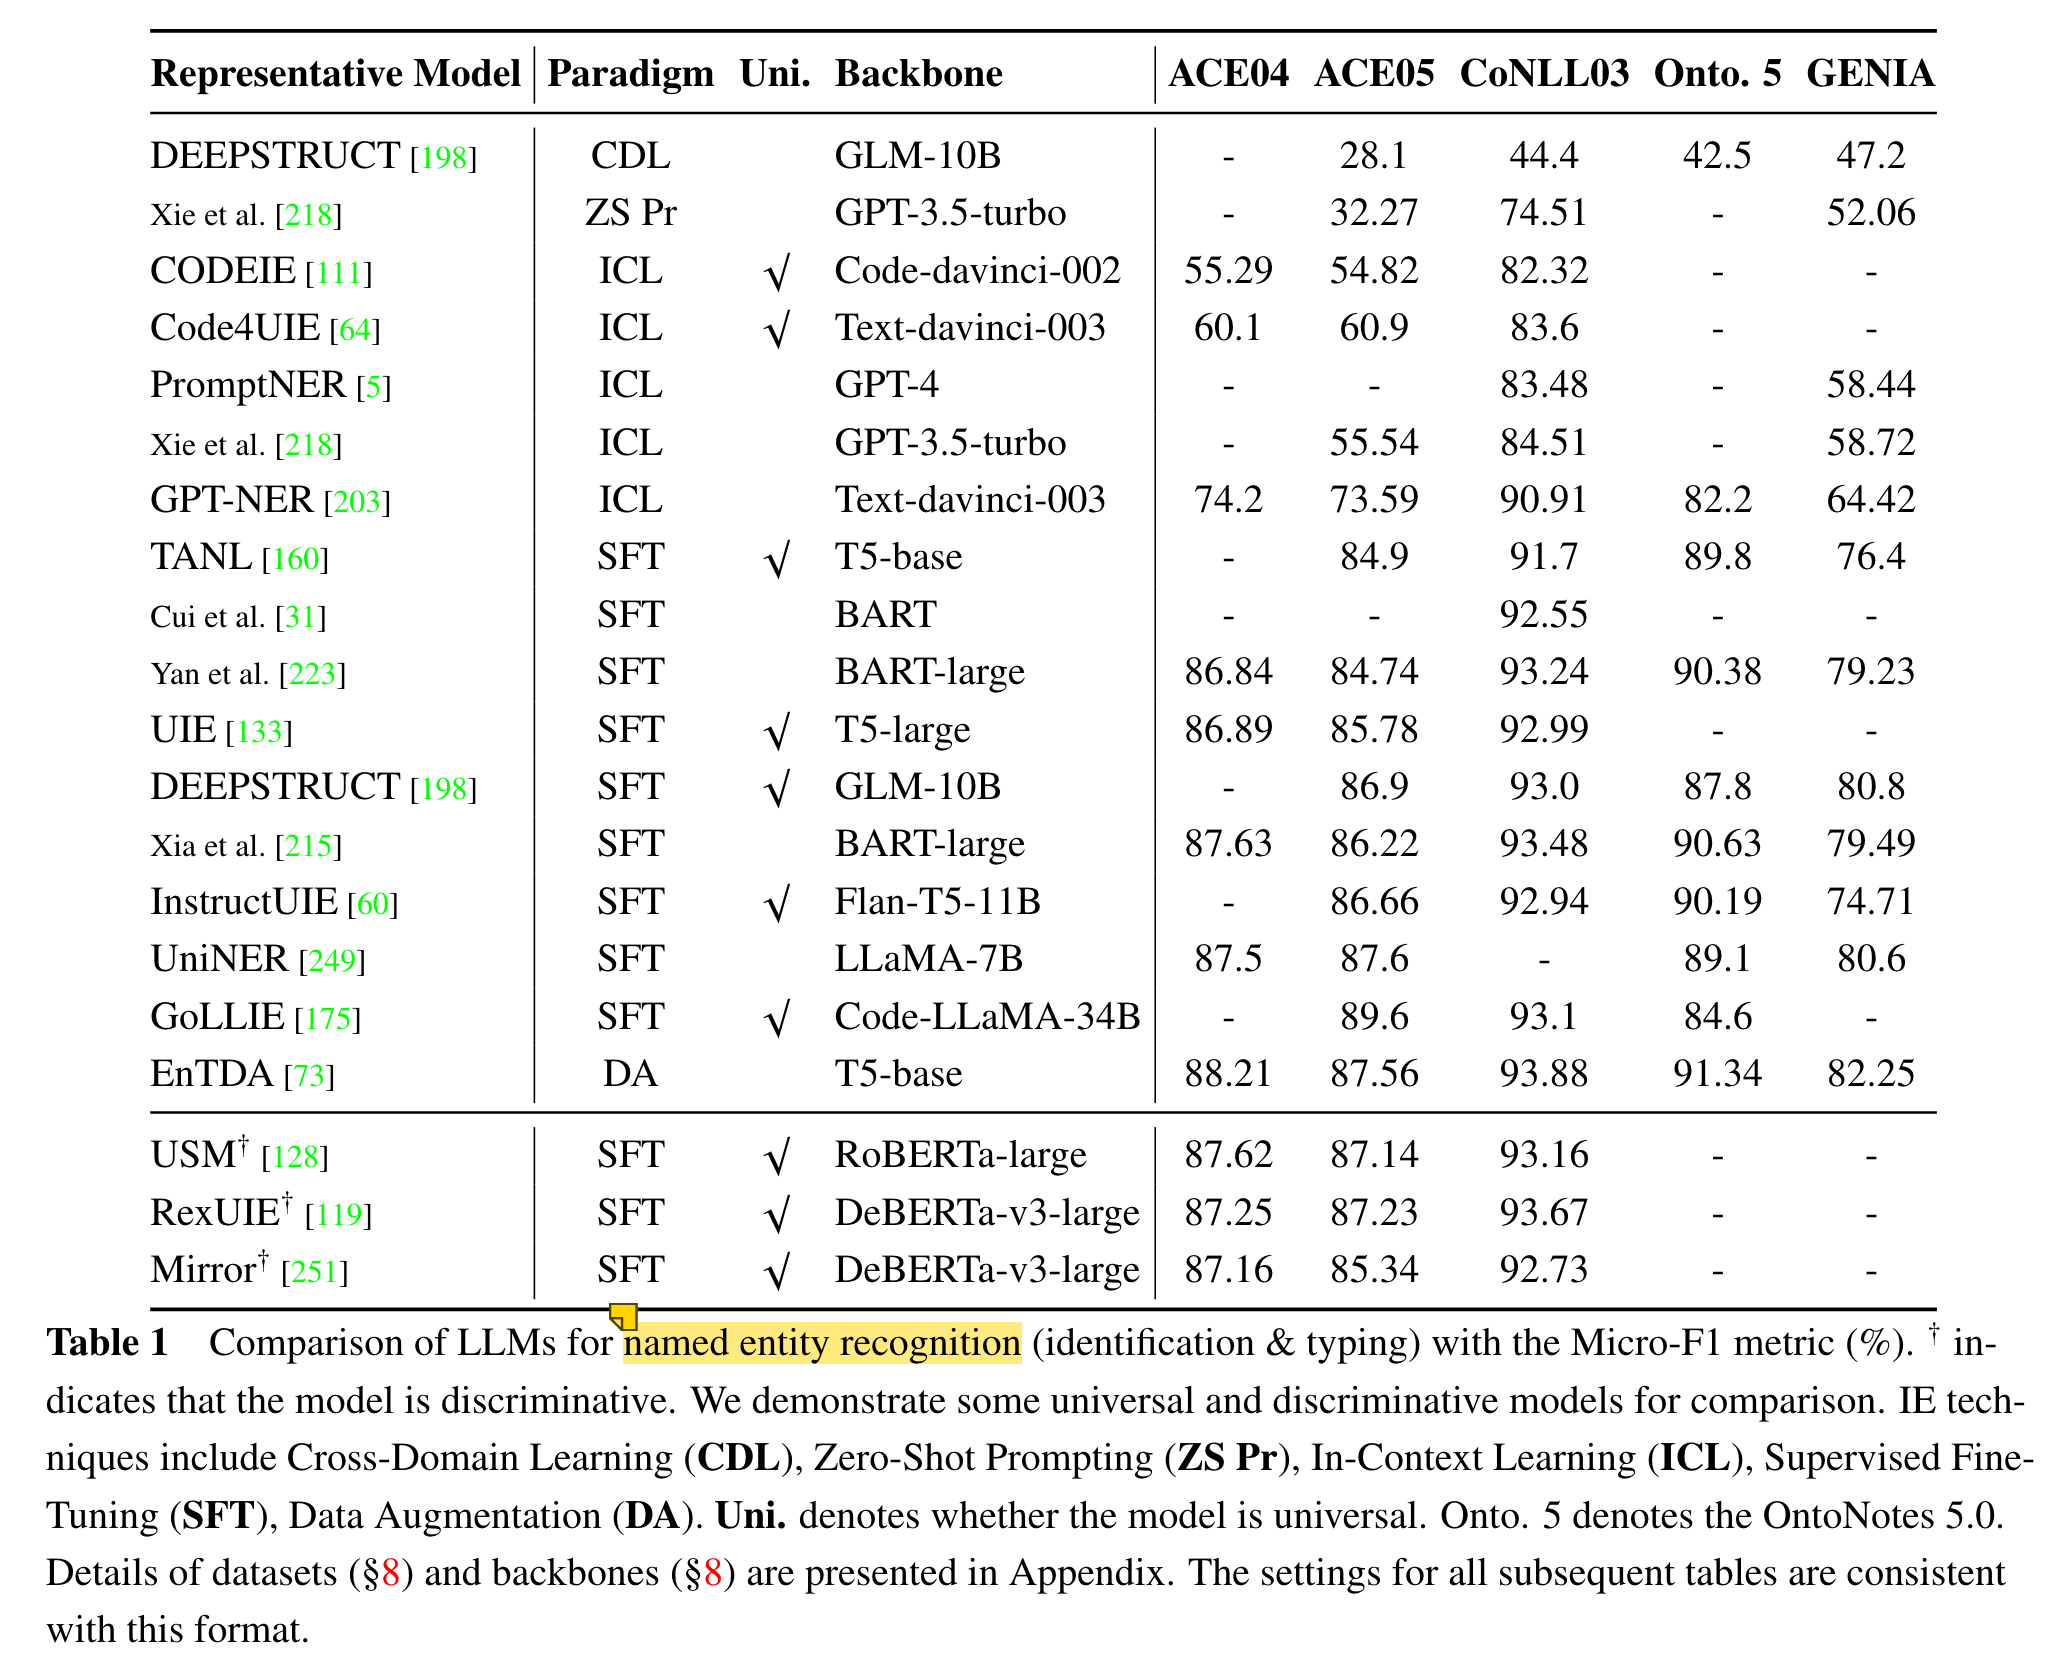 Representative Model Paradigm Uni. Backbone ACE04 ACE05 CoNLL03 Onto. 5 GENIA
DEEPSTRUCT [198] CDL GLM-10B - 28.1 44.4 42.5 47.2
Xie et al. [218] ZS Pr GPT-3.5-turbo - 32.27 74.51 - 52.06
CODEIE [111] ICL √ Code-davinci-002 55.29 54.82 82.32 - -
Code4UIE [64] ICL √ Text-davinci-003 60.1 60.9 83.6 - -
PromptNER [5] ICL GPT-4 - - 83.48 - 58.44
Xie et al. [218] ICL GPT-3.5-turbo - 55.54 84.51 - 58.72
GPT-NER [203] ICL Text-davinci-003 74.2 73.59 90.91 82.2 64.42
TANL [160] SFT √ T5-base - 84.9 91.7 89.8 76.4
Cui et al. [31] SFT BART - - 92.55 - -
Yan et al. [223] SFT BART-large 86.84 84.74 93.24 90.38 79.23
UIE [133] SFT √ T5-large 86.89 85.78 92.99 - -
DEEPSTRUCT [198] SFT √ GLM-10B - 86.9 93.0 87.8 80.8
Xia et al. [215] SFT BART-large 87.63 86.22 93.48 90.63 79.49
InstructUIE [60] SFT √ Flan-T5-11B - 86.66 92.94 90.19 74.71
UniNER [249] SFT LLaMA-7B 87.5 87.6 - 89.1 80.6
GoLLIE [175] SFT √ Code-LLaMA-34B - 89.6 93.1 84.6 -
EnTDA [73] DA T5-base 88.21 87.56 93.88 91.34 82.25
USM† [128] SFT √ RoBERTa-large 87.62 87.14 93.16 - -
RexUIE† [119] SFT √ DeBERTa-v3-large 87.25 87.23 93.67 - -
Mirror† [251] SFT √ DeBERTa-v3-large 87.16 85.34 92.73 - -
Table 1 Comparison of LLMs for named entity recognition (identification & typing) with the Micro-F1 metric (%). † in-
dicates that the model is discriminative. We demonstrate some universal and discriminative models for comparison. IE tech-
niques include Cross-Domain Learning (CDL), Zero-Shot Prompting (ZS Pr), In-Context Learning (ICL), Supervised Fine-
Tuning (SFT), Data Augmentation (DA). Uni. denotes whether the model is universal. Onto. 5 denotes the OntoNotes 5.0.
Details of datasets (§8) and backbones (§8) are presented in Appendix. The settings for all subsequent tables are consistent
with this format.